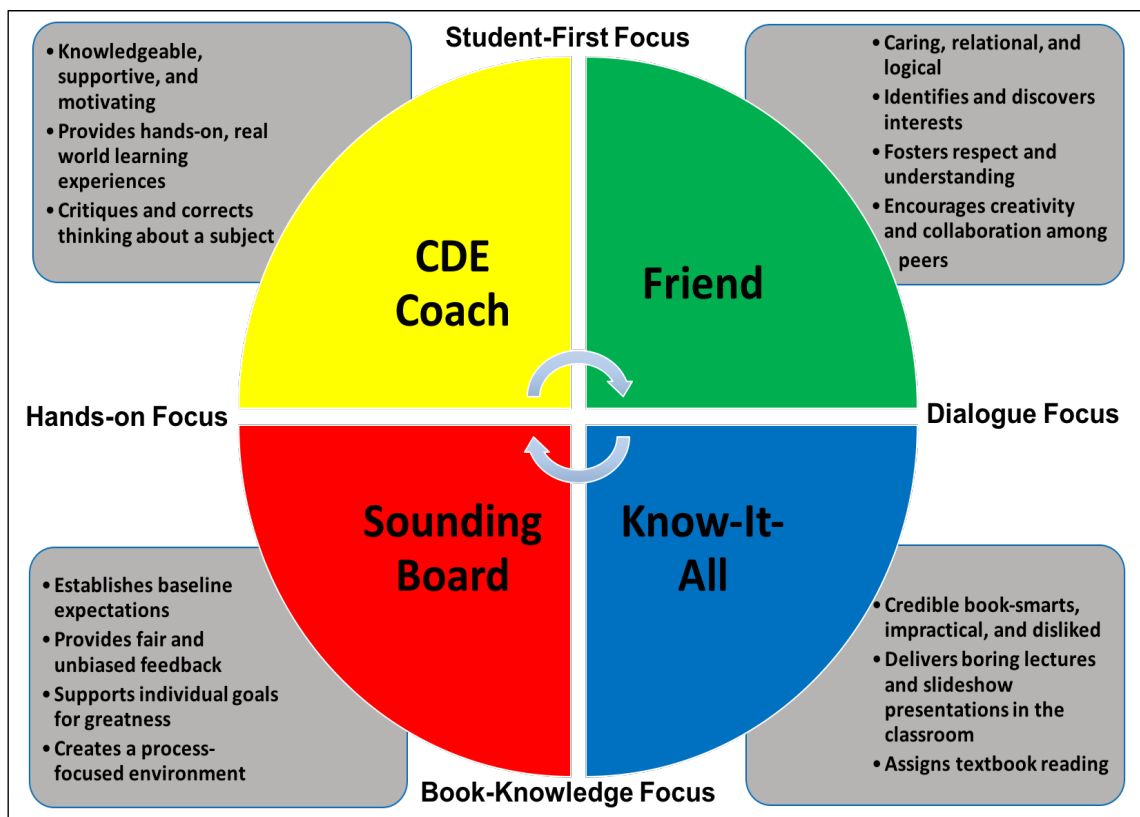 Student-First Focus
• Knowledgeable,
supportive, and
motivating
• Provides hands-on, real
world learning
experiences
• Critiques and corrects
thinking about a subject
• Caring, relational, and
logical
• Identifies and discovers
interests
• Fosters respect and
understanding
• Encourages creativity
and collaboration among
peers
CDE
Coach
Friend
Hands-on Focus
Dialogue Focus
Sounding
Board
Know-It-
All
• Establishes baseline
expectations
• Provides fair and
unbiased feedback
• Supports individual goals
for greatness
• Creates a process-
focused environment
• Credible book-smarts,
impractical, and disliked
• Delivers boring lectures
and slideshow
presentations in the
classroom
• Assigns textbook reading
Book-Knowledge Focus